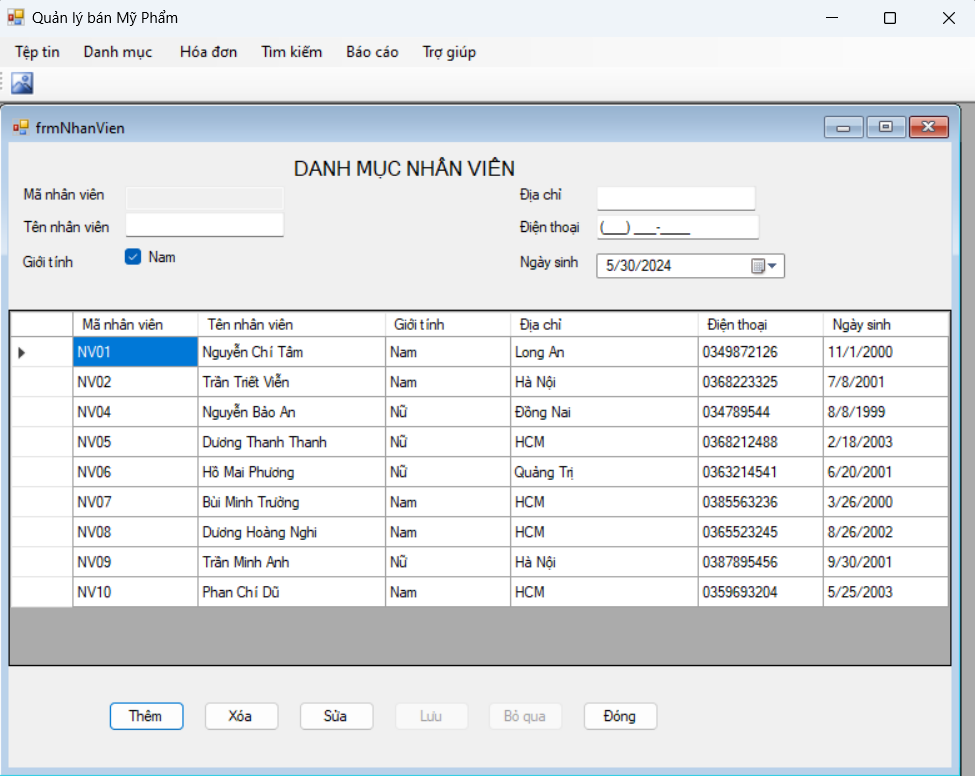 Quản lý bán Mỹ Phẩm
Tệp tin Danh mục Hóa đơn Tìm kiếm Báo cáo Trợ giúp
frmNhanVien
DANH MỤC NHÂN VIÊN
Mã nhân viên Địa chỉ
Tên nhân viên Điện thoại (___) ___-____
Giới tính Nam Ngày sinh 5/30/2024
Mã nhân viên Tên nhân viên Giới tính Địa chỉ Điện thoại Ngày sinh
NV01 Nguyễn Chí Tâm Nam Long An 0349872126 11/1/2000
NV02 Trần Triết Viễn Nam Hà Nội 0368223325 7/8/2001
NV04 Nguyễn Bảo An Nữ Đồng Nai 034789544 8/8/1999
NV05 Dương Thanh Thanh Nữ HCM 0368212488 2/18/2003
NV06 Hồ Mai Phương Nữ Quảng Trị 0363214541 6/20/2001
NV07 Bùi Minh Trưởng Nam HCM 0385563236 3/26/2000
NV08 Dương Hoàng Nghi Nam HCM 0365523245 8/26/2002
NV09 Trần Minh Anh Nữ Hà Nội 0387895456 9/30/2001
NV10 Phan Chí Dũ Nam HCM 0359693204 5/25/2003
Thêm Xóa Sửa Lưu Bỏ qua Đóng